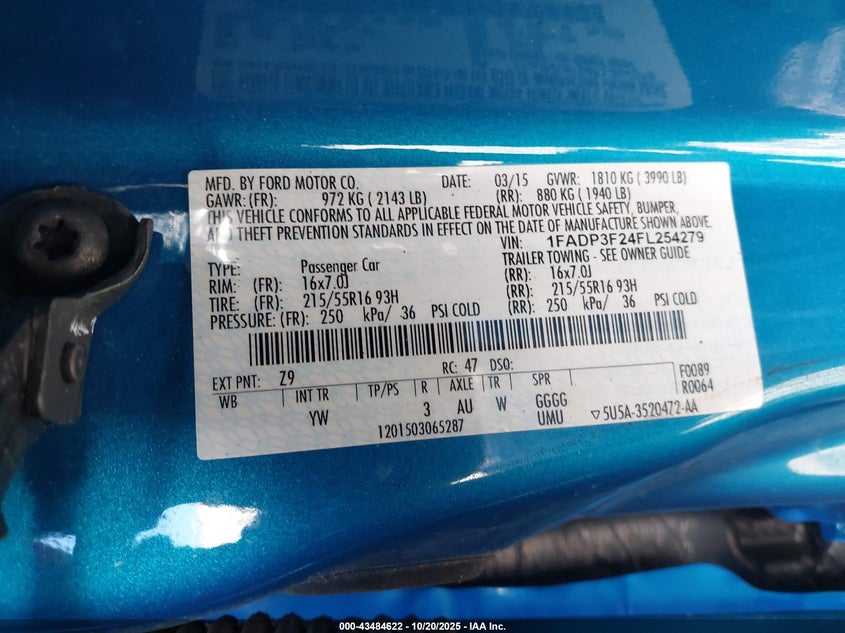 MFD. BY FORD MOTOR CO. DATE: 03/15 GVWR: 1810 KG ( 3990 LB)
GAWR: (FR): 972 KG ( 2143 LB) (RR): 880 KG ( 1940 LB)
THIS VEHICLE CONFORMS TO ALL APPLICABLE FEDERAL MOTOR VEHICLE SAFETY, BUMPER,
AND THEFT PREVENTION STANDARDS IN EFFECT ON THE DATE OF MANUFACTURE SHOWN ABOVE.
VIN: 1FADP3F24FL254279
TYPE: Passenger Car TRAILER TOWING - SEE OWNER GUIDE
RIM: (FR): 16x7.0J (RR): 16x7.0J
TIRE: (FR): 215/55R16 93H (RR): 215/55R16 93H
PRESSURE: (FR): 250 kPa/ 36 PSI COLD (RR): 250 kPa/ 36 PSI COLD
EXT PNT: Z9 RC: 47 DSO: F0089
WB INT TR TP/PS R AXLE TR SPR R0064
YW 3 AU W GGGG
UMU ▽5U5A-3520472-AA
1201503065287
000-43484622 - 10/20/2025 - IAA Inc.